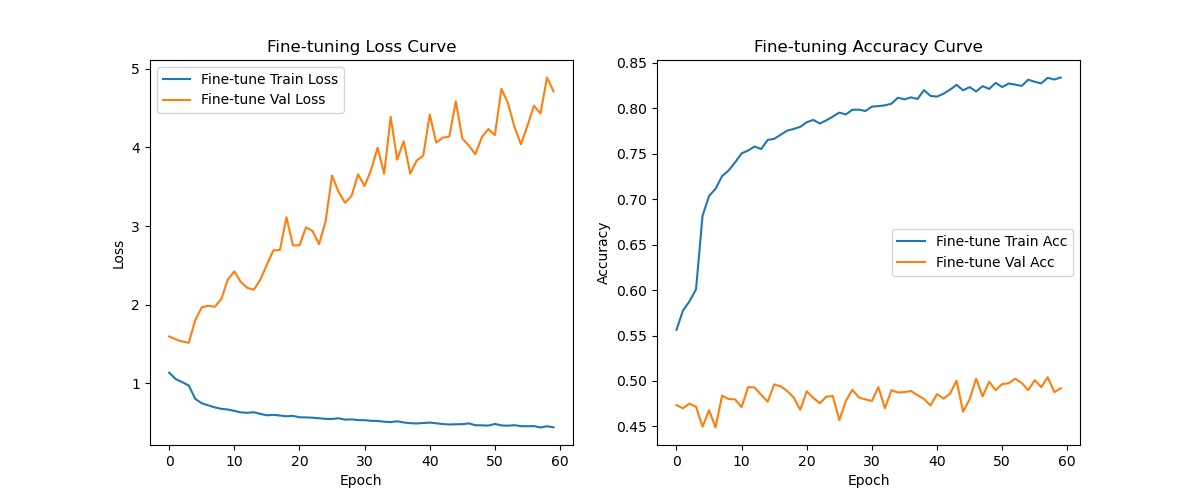 Fine-tuning Loss Curve
Fine-tune Train Loss
Fine-tune Val Loss
5
4
3
2
1
Loss
0 10 20 30 40 50 60
Epoch
Fine-tuning Accuracy Curve
0.85
0.80
0.75
0.70
0.65
0.60
0.55
0.50
0.45
Accuracy
Fine-tune Train Acc
Fine-tune Val Acc
0 10 20 30 40 50 60
Epoch